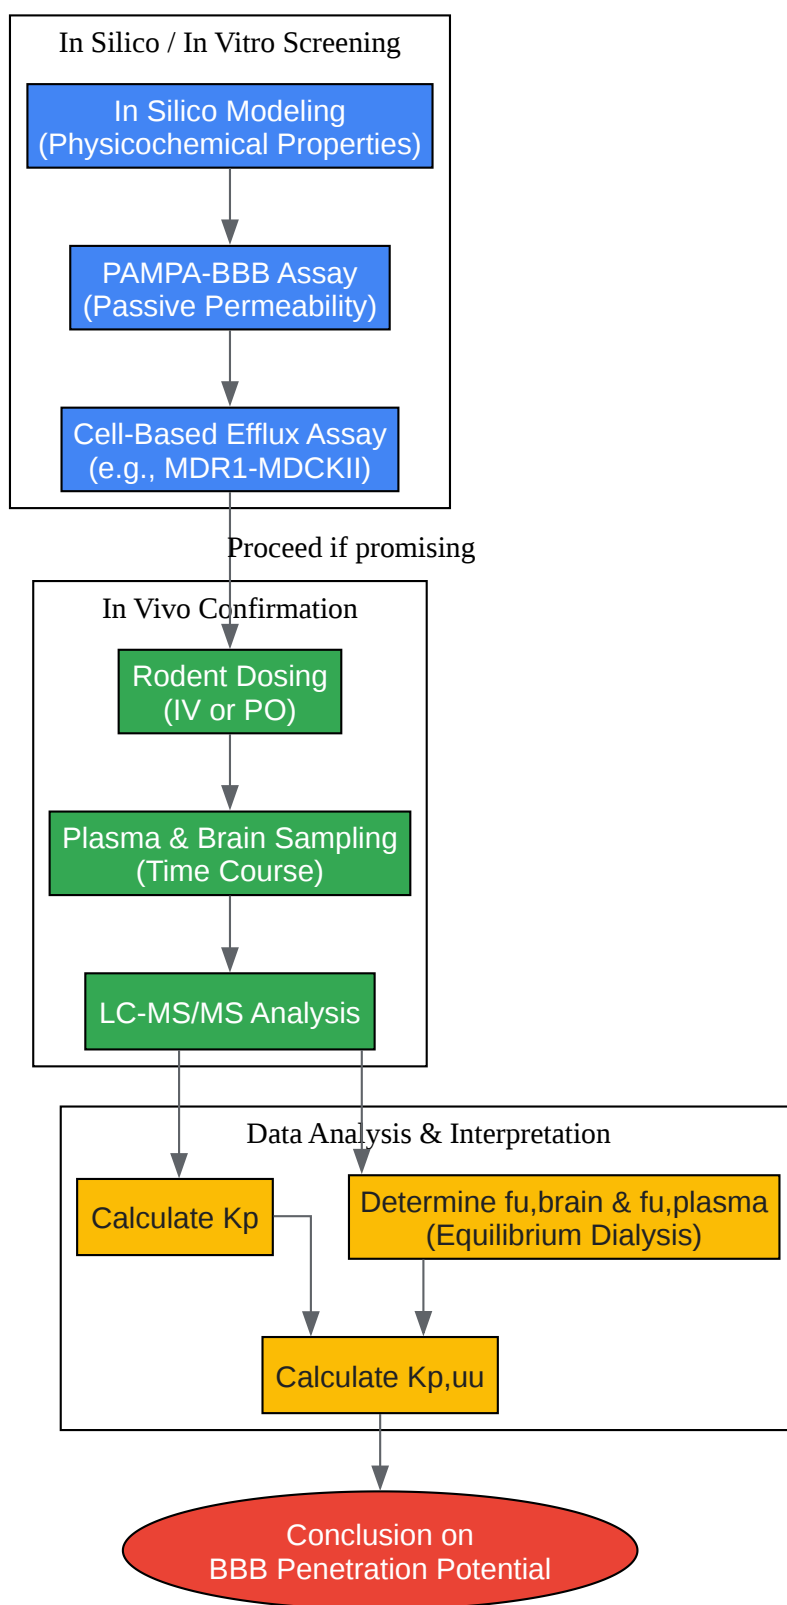 In Silico / In Vitro Screening
In Silico Modeling
(Physicochemical Properties)
PAMPA-BBB Assay
(Passive Permeability)
Cell-Based Efflux Assay
(e.g., MDR1-MDCKII)
Proceed if promising
In Vivo Confirmation
Rodent Dosing
(IV or PO)
Plasma & Brain Sampling
(Time Course)
LC-MS/MS Analysis
Data Analysis & Interpretation
Calculate Kp
Determine fu,brain & fu,plasma
(Equilibrium Dialysis)
Calculate Kp,uu
Conclusion on
BBB Penetration Potential